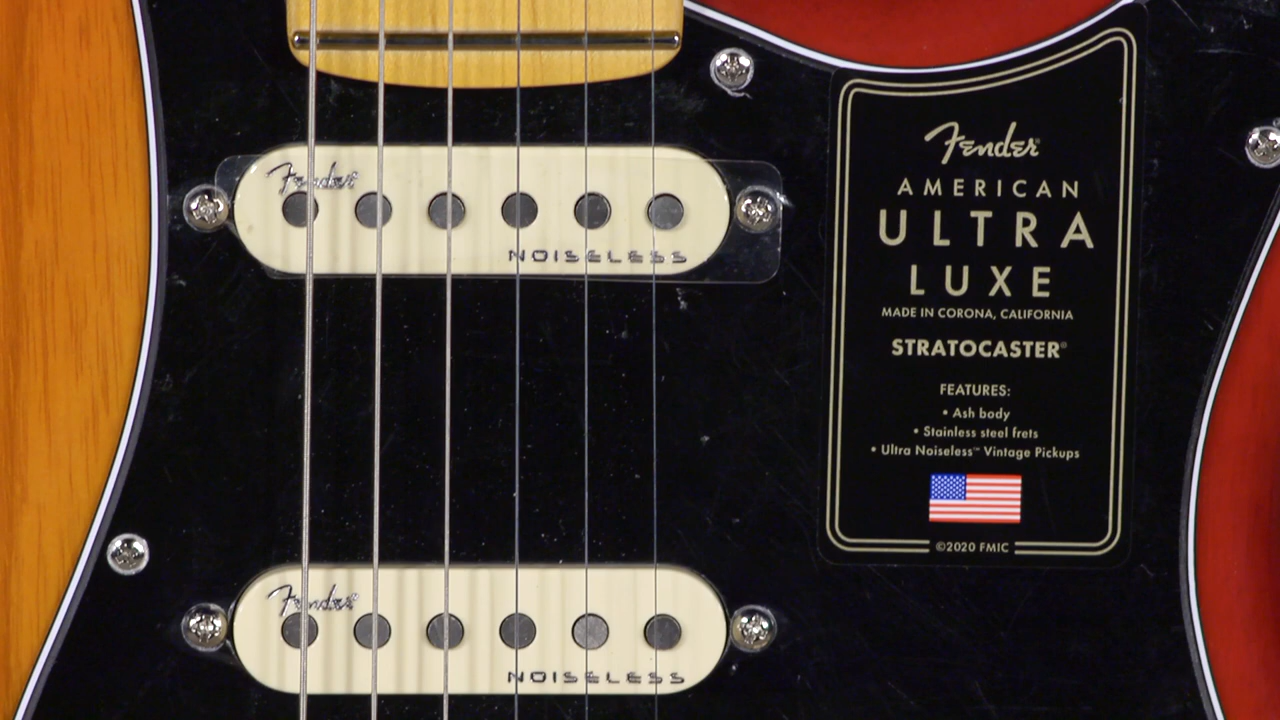 Fender
NOISELESS
Fender®
AMERICAN
ULTRA
LUXE
MADE IN CORONA, CALIFORNIA
STRATOCASTER®
FEATURES:
• Ash body
• Stainless steel frets
• Ultra Noiseless™ Vintage Pickups
©2020 FMIC
Fender
NOISELESS